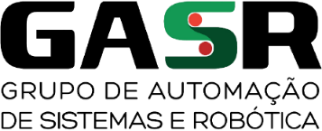 GASR
GRUPO DE AUTOMAÇÃO
DE SISTEMAS E ROBÓTICA